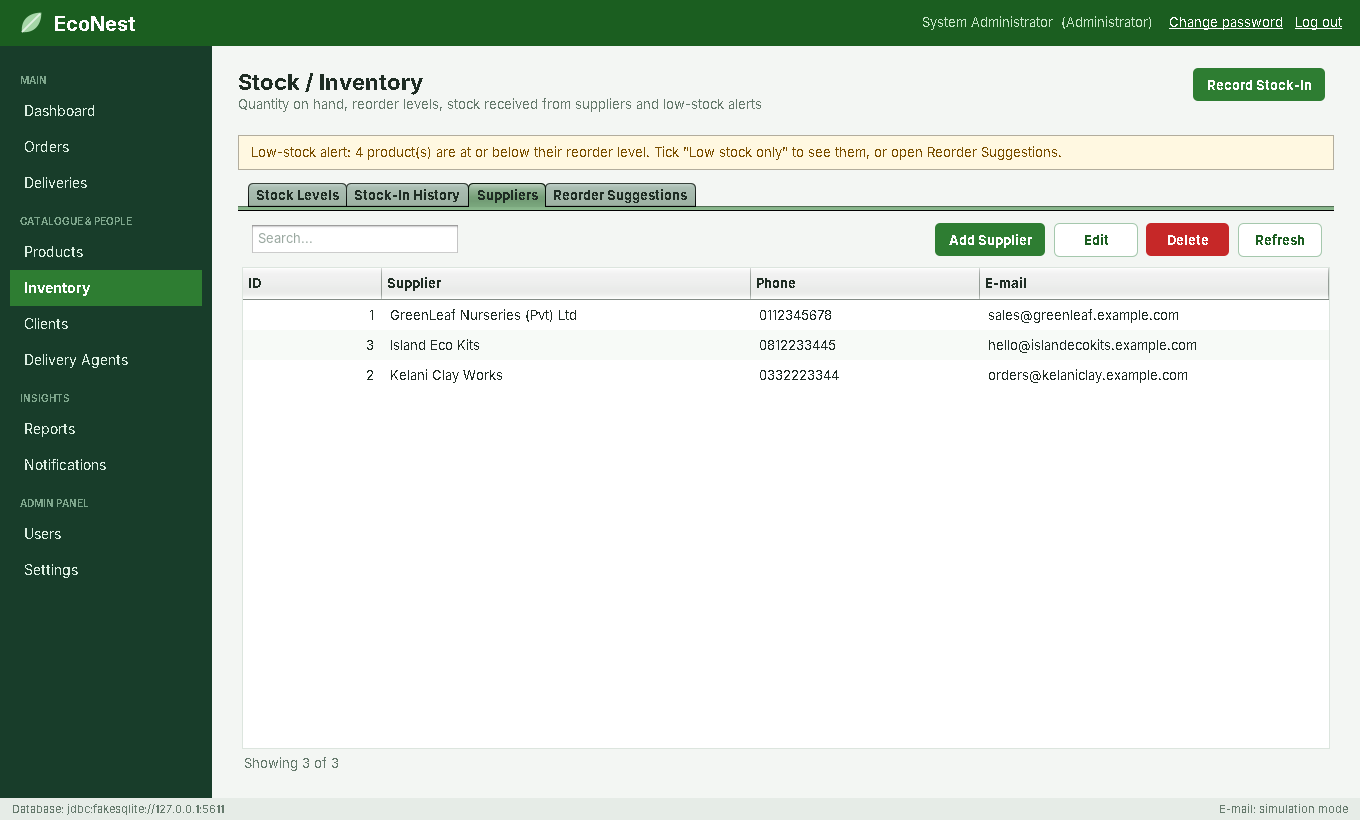 EcoNest
System Administrator (Administrator) Change password Log out
MAIN
Dashboard
Orders
Deliveries
CATALOGUE & PEOPLE
Products
Inventory
Clients
Delivery Agents
INSIGHTS
Reports
Notifications
ADMIN PANEL
Users
Settings
Stock / Inventory
Quantity on hand, reorder levels, stock received from suppliers and low-stock alerts
Record Stock-In
Low-stock alert: 4 product(s) are at or below their reorder level. Tick "Low stock only" to see them, or open Reorder Suggestions.
Stock Levels Stock-In History Suppliers Reorder Suggestions
Search... Add Supplier Edit Delete Refresh
ID Supplier Phone E-mail
1 GreenLeaf Nurseries (Pvt) Ltd 0112345678 sales@greenleaf.example.com
3 Island Eco Kits 0812233445 hello@islandecokits.example.com
2 Kelani Clay Works 0332223344 orders@kelaniclay.example.com
Showing 3 of 3
Database: jdbc:fakesqlite://127.0.0.1:5611 E-mail: simulation mode